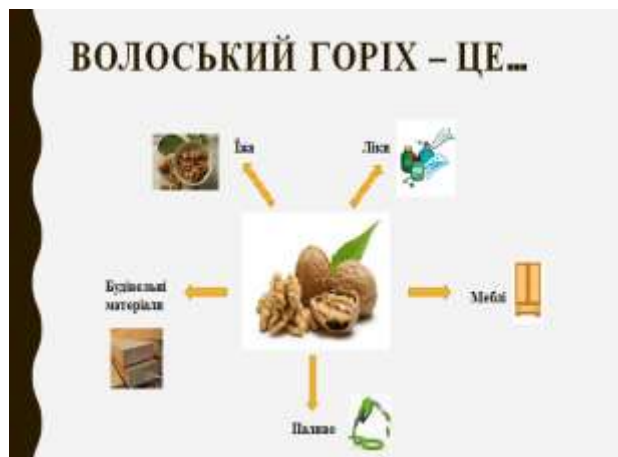 ВОЛОСЬКИЙ ГОРІХ – ЦЕ...
Їжа
Ліки
Будівельні
матеріали
Меблі
Паливо